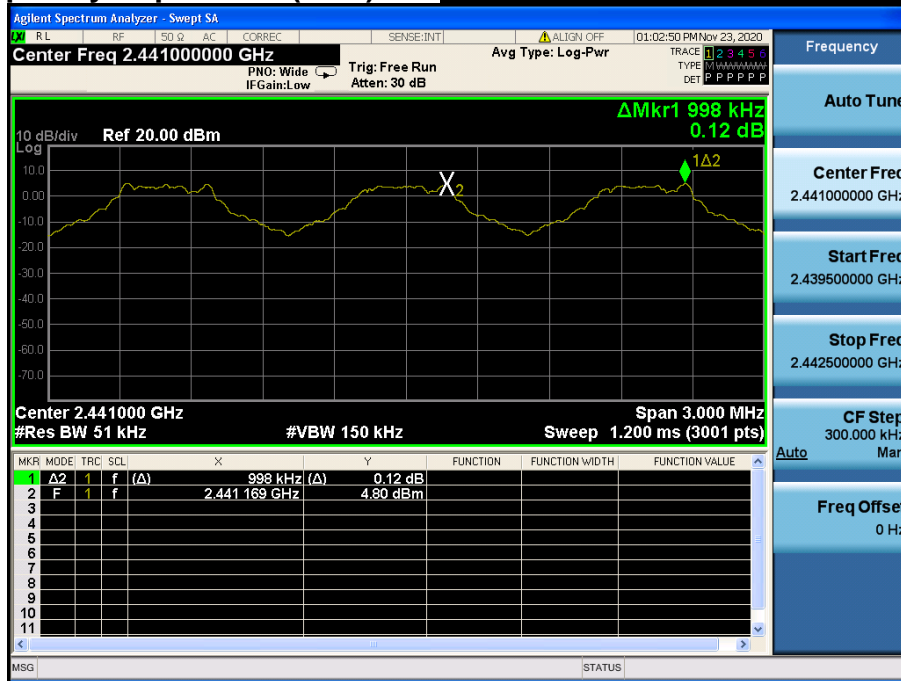 Agilent Spectrum Analyzer - Swept SA
LXI RL RF 50 Ω AC CORREC SENSE:INT ALIGN OFF 01:02:50 PM Nov 23, 2020
Center Freq 2.441000000 GHz
PNO: Wide
IFGain:Low
Trig: Free Run
Atten: 30 dB
Avg Type: Log-Pwr
TRACE 1 2 3 4 5 6
TYPE M W W W W W
DET P P P P P P
ΔMkr1 998 kHz
0.12 dB
10 dB/div Ref 20.00 dBm
Log
10.0
0.00
-10.0
-20.0
-30.0
-40.0
-50.0
-60.0
-70.0
1Δ2
X2
Center 2.441000 GHz Span 3.000 MHz
#Res BW 51 kHz #VBW 150 kHz Sweep 1.200 ms (3001 pts)
MKR MODE TRC SCL X Y FUNCTION FUNCTION WIDTH FUNCTION VALUE
1 Δ2 1 f (Δ) 998 kHz (Δ) 0.12 dB
2 F 1 f 2.441 169 GHz 4.80 dBm
3
4
5
6
7
8
9
10
11
MSG STATUS
Frequency
Auto Tune
Center Freq
2.441000000 GHz
Start Freq
2.439500000 GHz
Stop Freq
2.442500000 GHz
CF Step
300.000 kHz
Auto Man
Freq Offset
0 Hz